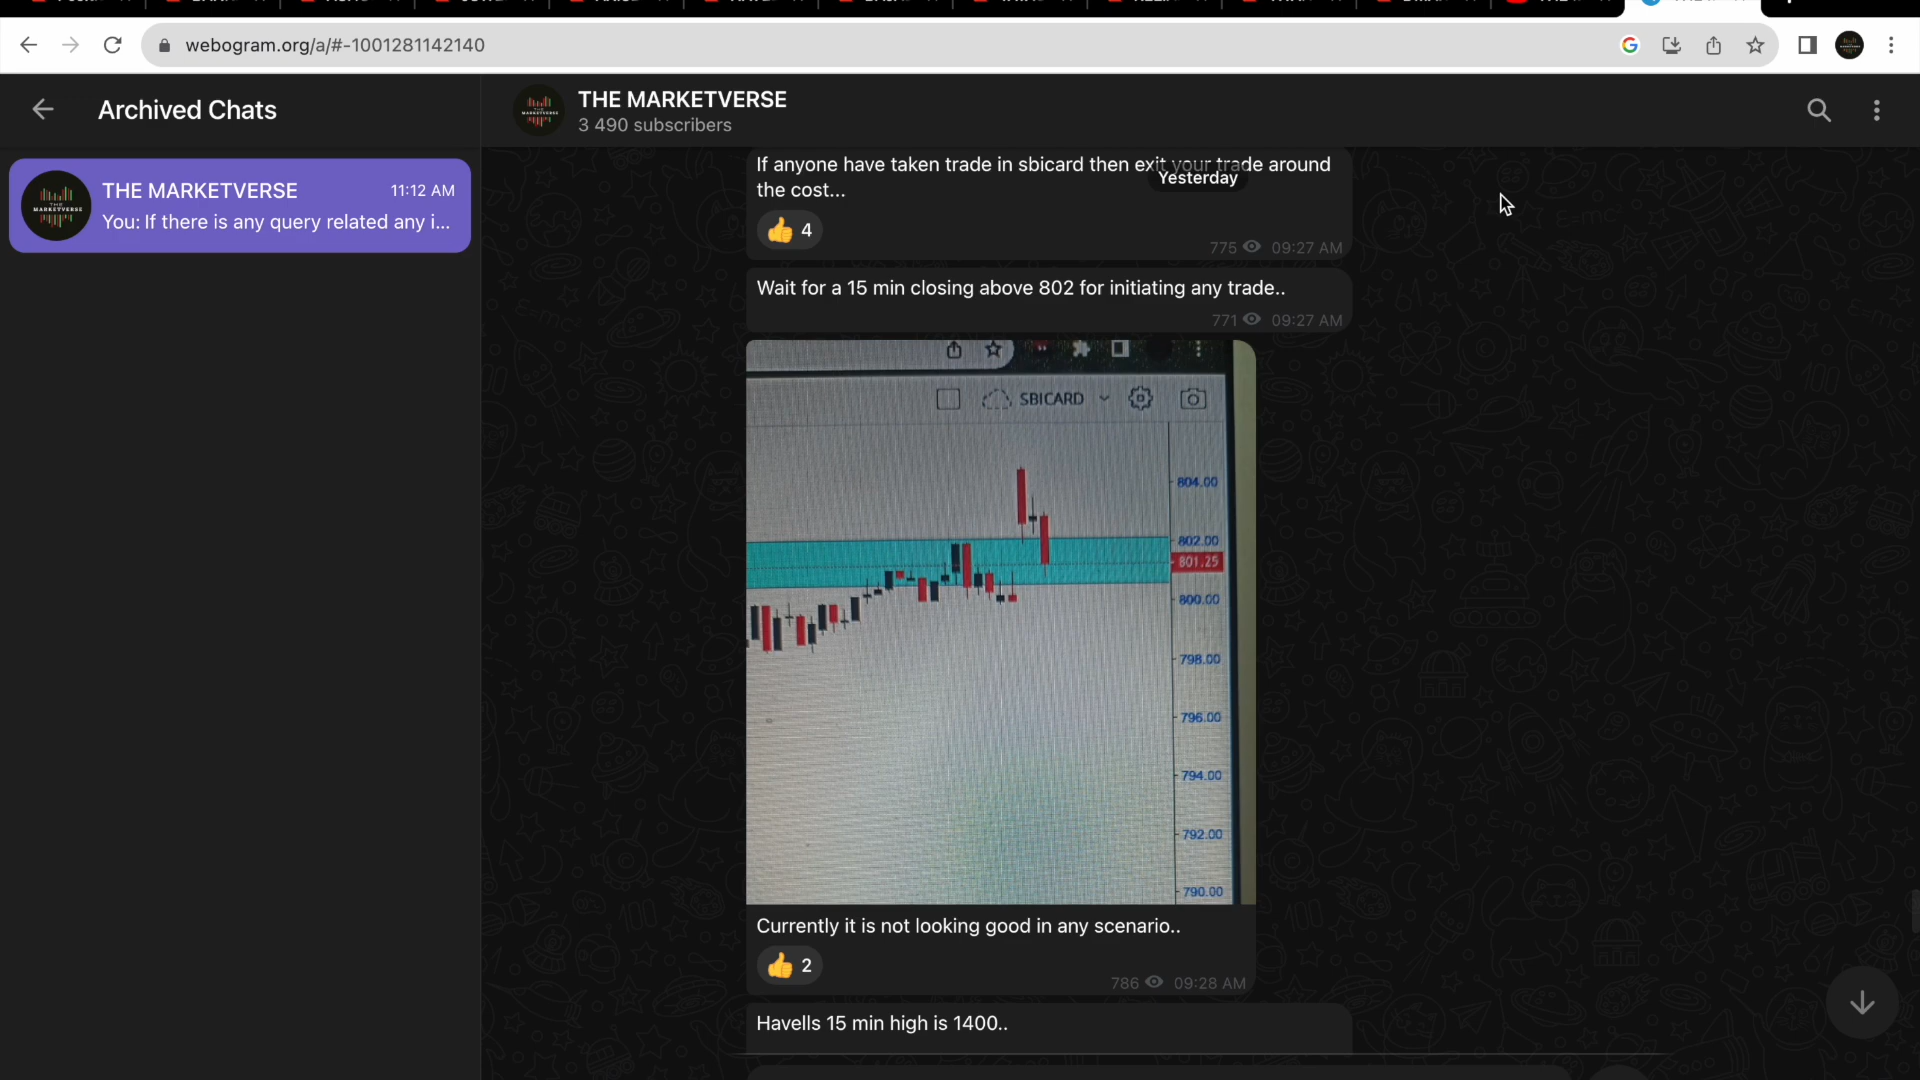 webogram.org/a/#-1001281142140
Archived Chats
THE MARKETVERSE
3 490 subscribers
THE MARKETVERSE
11:12 AM
You: If there is any query related any i...
If anyone have taken trade in sbicard then exit your trade around
the cost...
Yesterday
4
775 09:27 AM
Wait for a 15 min closing above 802 for initiating any trade..
771 09:27 AM
SBICARD
804.00
802.00
801.25
800.00
798.00
796.00
794.00
792.00
790.00
Currently it is not looking good in any scenario..
2
786 09:28 AM
Havells 15 min high is 1400..